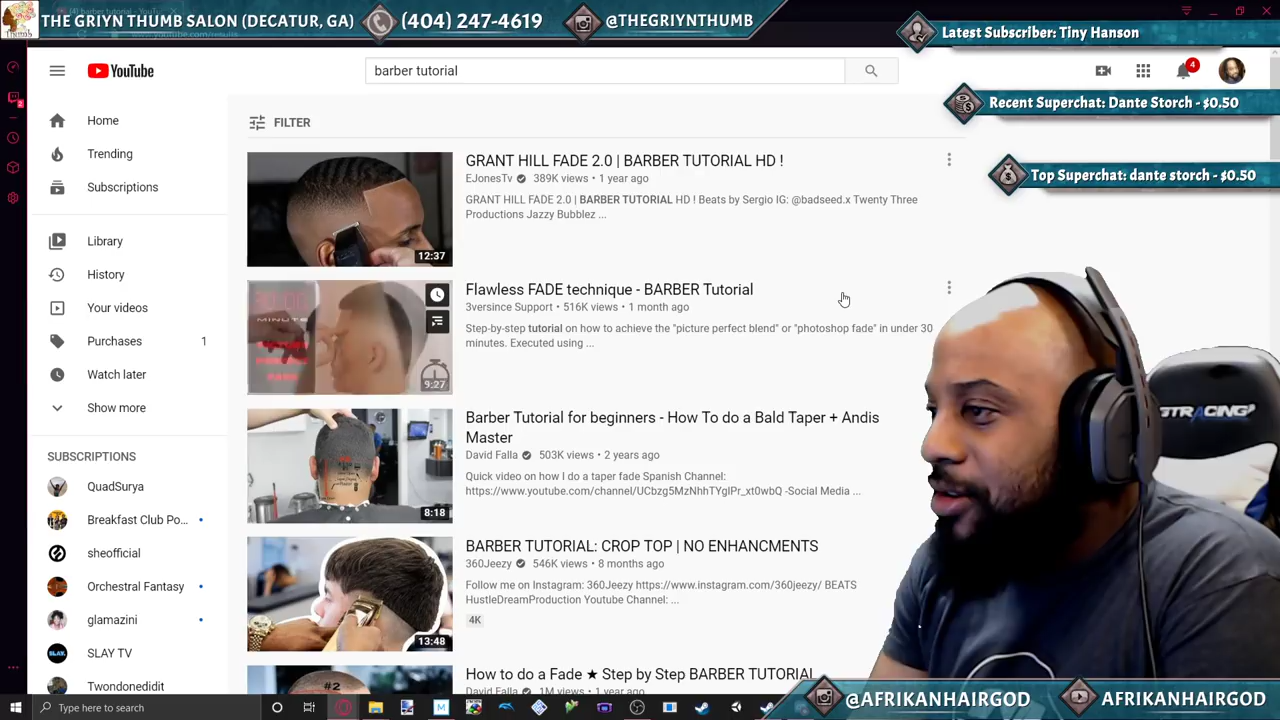 THE GRIYN THUMB SALON (DECATUR, GA)
(404) 247-4619
@THEGRIYNTHUMB
Latest Subscriber: Tiny Hanson
YouTube
barber tutorial
4
Recent Superchat: Dante Storch - $0.50
Top Superchat: dante storch - $0.50
Home
Trending
Subscriptions
Library
History
Your videos
Purchases 1
Watch later
Show more
SUBSCRIPTIONS
QuadSurya
Breakfast Club Po...
sheofficial
Orchestral Fantasy
glamazini
SLAY TV
Twondonedidit
FILTER
GRANT HILL FADE 2.0 | BARBER TUTORIAL HD !
EJonesTv 389K views • 1 year ago
GRANT HILL FADE 2.0 | BARBER TUTORIAL HD ! Beats by Sergio IG: @badseed.x Twenty Three
Productions Jazzy Bubblez ...
12:37
Flawless FADE technique - BARBER Tutorial
3versince Support • 516K views • 1 month ago
Step-by-step tutorial on how to achieve the "picture perfect blend" or "photoshop fade" in under 30
minutes. Executed using ...
9:27
Barber Tutorial for beginners - How To do a Bald Taper + Andis
Master
David Falla 503K views • 2 years ago
Quick video on how I do a taper fade Spanish Channel:
https://www.youtube.com/channel/UCbzg5MzNhhTYgIPr_xt0wbQ -Social Media ...
8:18
BARBER TUTORIAL: CROP TOP | NO ENHANCMENTS
360Jeezy 546K views • 8 months ago
Follow me on Instagram: 360Jeezy https://www.instagram.com/360jeezy/ BEATS
HustleDreamProduction Youtube Channel: ...
4K
13:48
How to do a Fade ★ Step by Step BARBER TUTORIAL
David Falla 1M views • 1 year ago
#2
GTRACING
Type here to search
@AFRIKANHAIRGOD
AFRIKANHAIRGOD